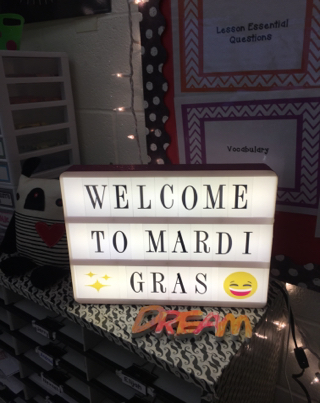 Lesson Essential
Questions
Vocabulary
WELCOME
TO MARDI
GRAS
DREAM